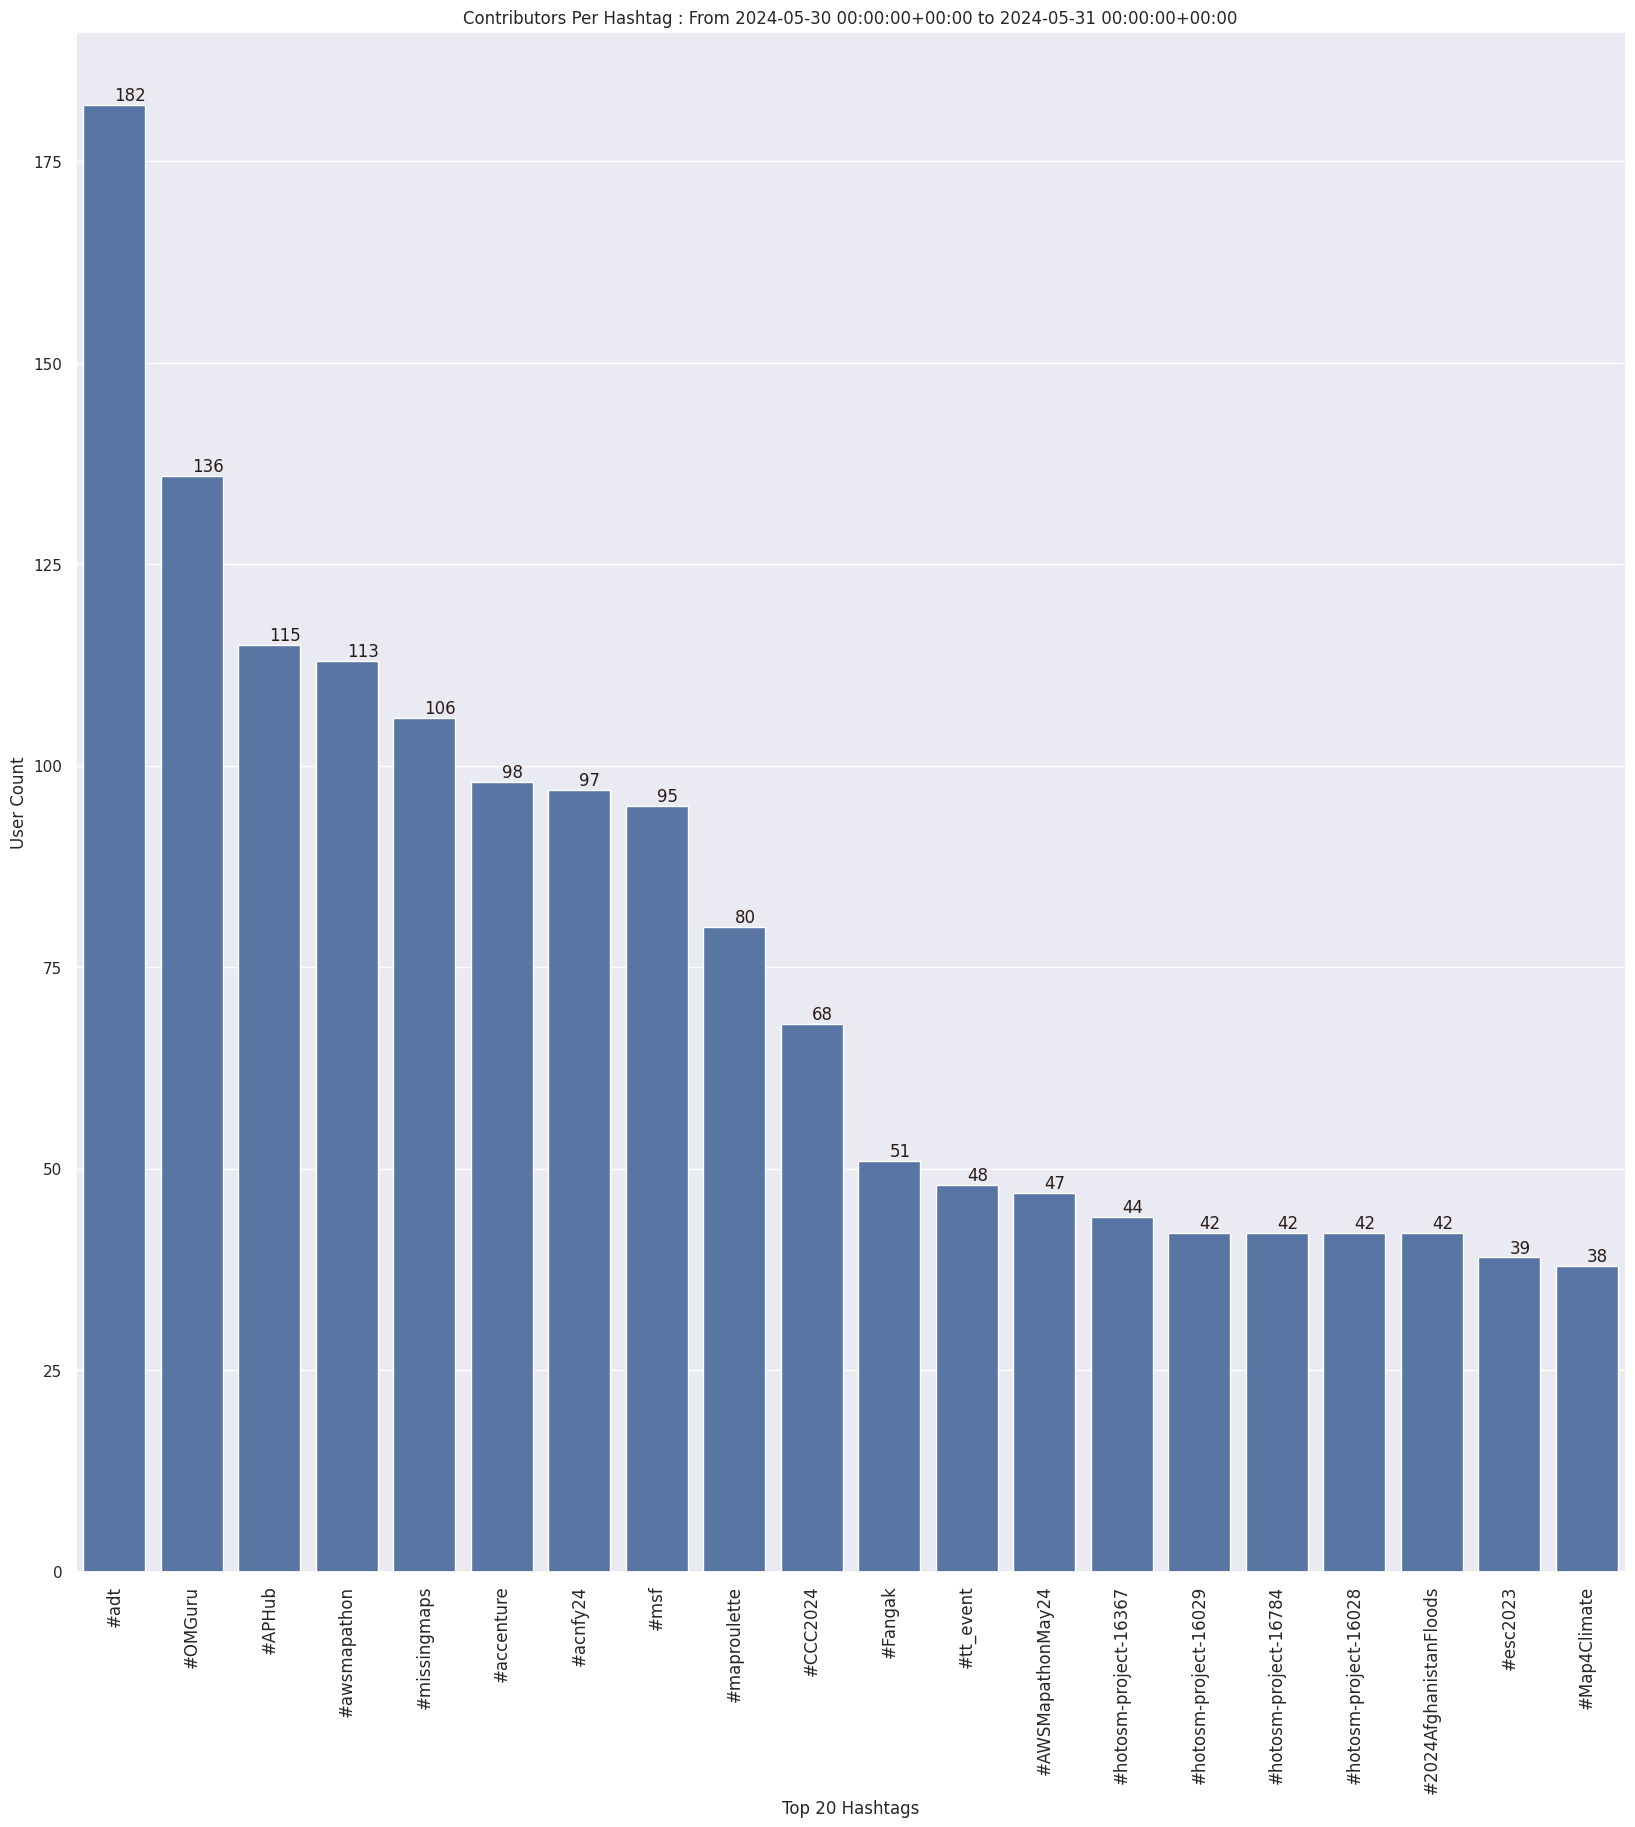 Contributors Per Hashtag : From 2024-05-30 00:00:00+00:00 to 2024-05-31 00:00:00+00:00
User Count
175
150
125
100
75
50
25
0
182
136
115
113
106
98
97
95
80
68
51
48
47
44
42
42
42
42
39
38
#adt
#OMGuru
#APHub
#awsmapathon
#missingmaps
#accenture
#acnfy24
#msf
#maproulette
#CCC2024
#Fangak
#tt_event
#AWSMapathonMay24
#hotosm-project-16367
#hotosm-project-16029
#hotosm-project-16784
#hotosm-project-16028
#2024AfghanistanFloods
#esc2023
#Map4Climate
Top 20 Hashtags